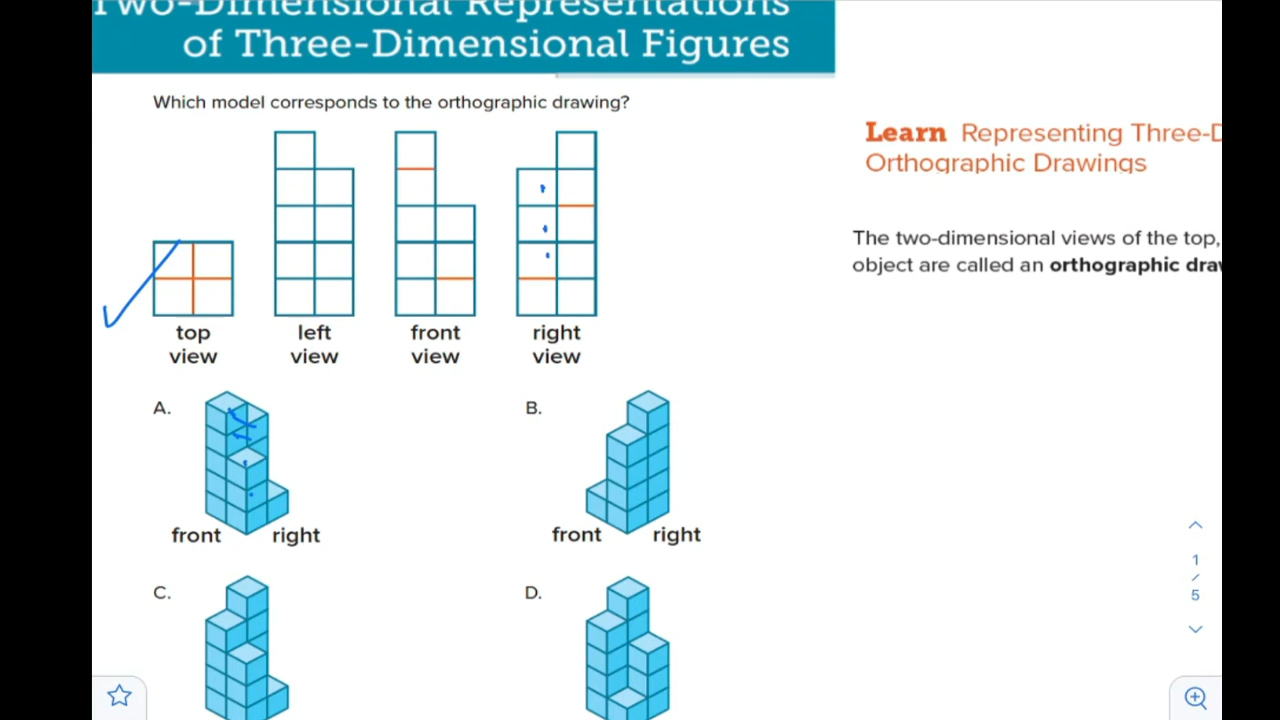 Two-Dimensional Representations
of Three-Dimensional Figures
Which model corresponds to the orthographic drawing?
top
view
left
view
front
view
right
view
A.
front
right
B.
front
right
C.
D.
Learn Representing Three-D
Orthographic Drawings
The two-dimensional views of the top,
object are called an orthographic dra
1
/
5